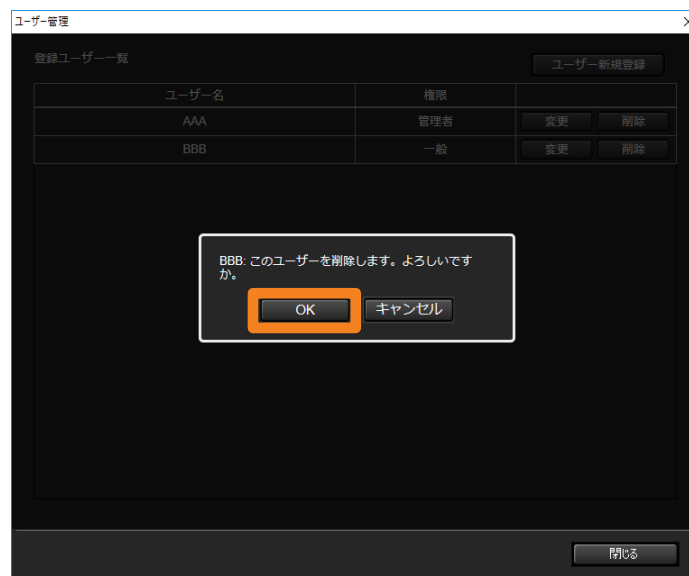 ユーザー管理
登録ユーザー一覧
ユーザー新規登録
ユーザー名 権限
AAA 管理者 変更 削除
BBB 一般 変更 削除
BBB: このユーザーを削除します。よろしいです
か。
OK キャンセル
閉じる